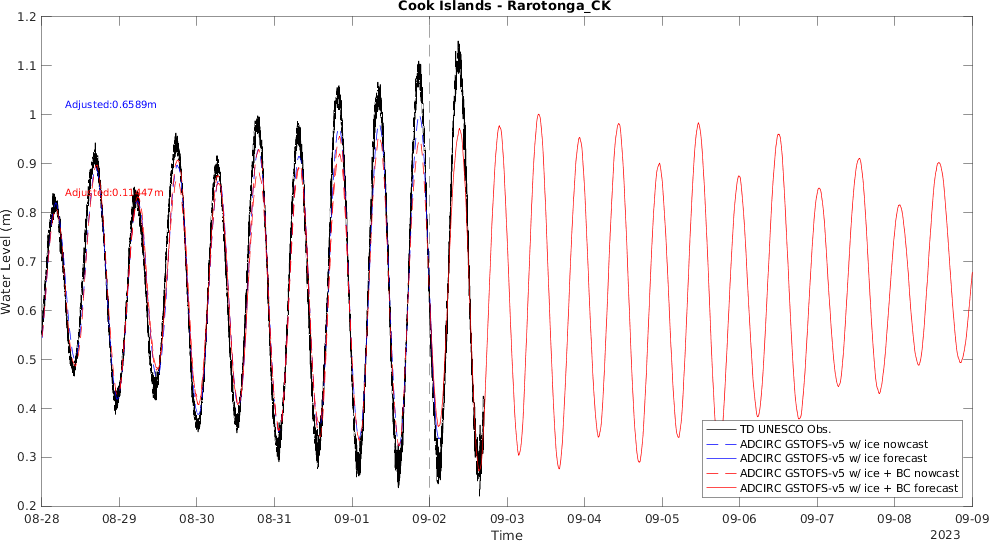 Cook Islands - Rarotonga_CK
1.2
1.1
1
0.9
0.8
0.7
0.6
0.5
0.4
0.3
0.2
Water Level (m)
Adjusted:0.6589m
Adjusted:0.11447m
TD UNESCO Obs.
ADCIRC GSTOFS-v5 w/ ice nowcast
ADCIRC GSTOFS-v5 w/ ice forecast
ADCIRC GSTOFS-v5 w/ ice + BC nowcast
ADCIRC GSTOFS-v5 w/ ice + BC forecast
08-28 08-29 08-30 08-31 09-01 09-02 09-03 09-04 09-05 09-06 09-07 09-08 09-09
Time
2023